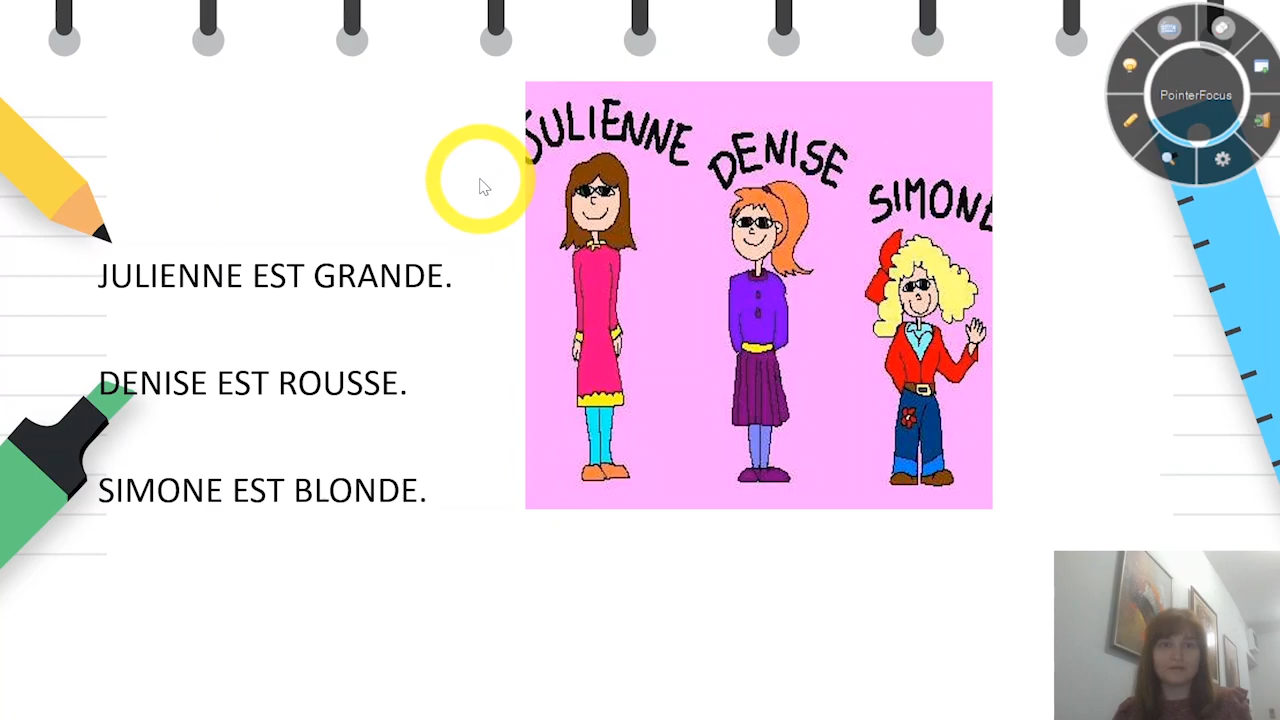 JULIENNE
DENISE
SIMONE
JULIENNE EST GRANDE.
DENISE EST ROUSSE.
SIMONE EST BLONDE.
PointerFocus